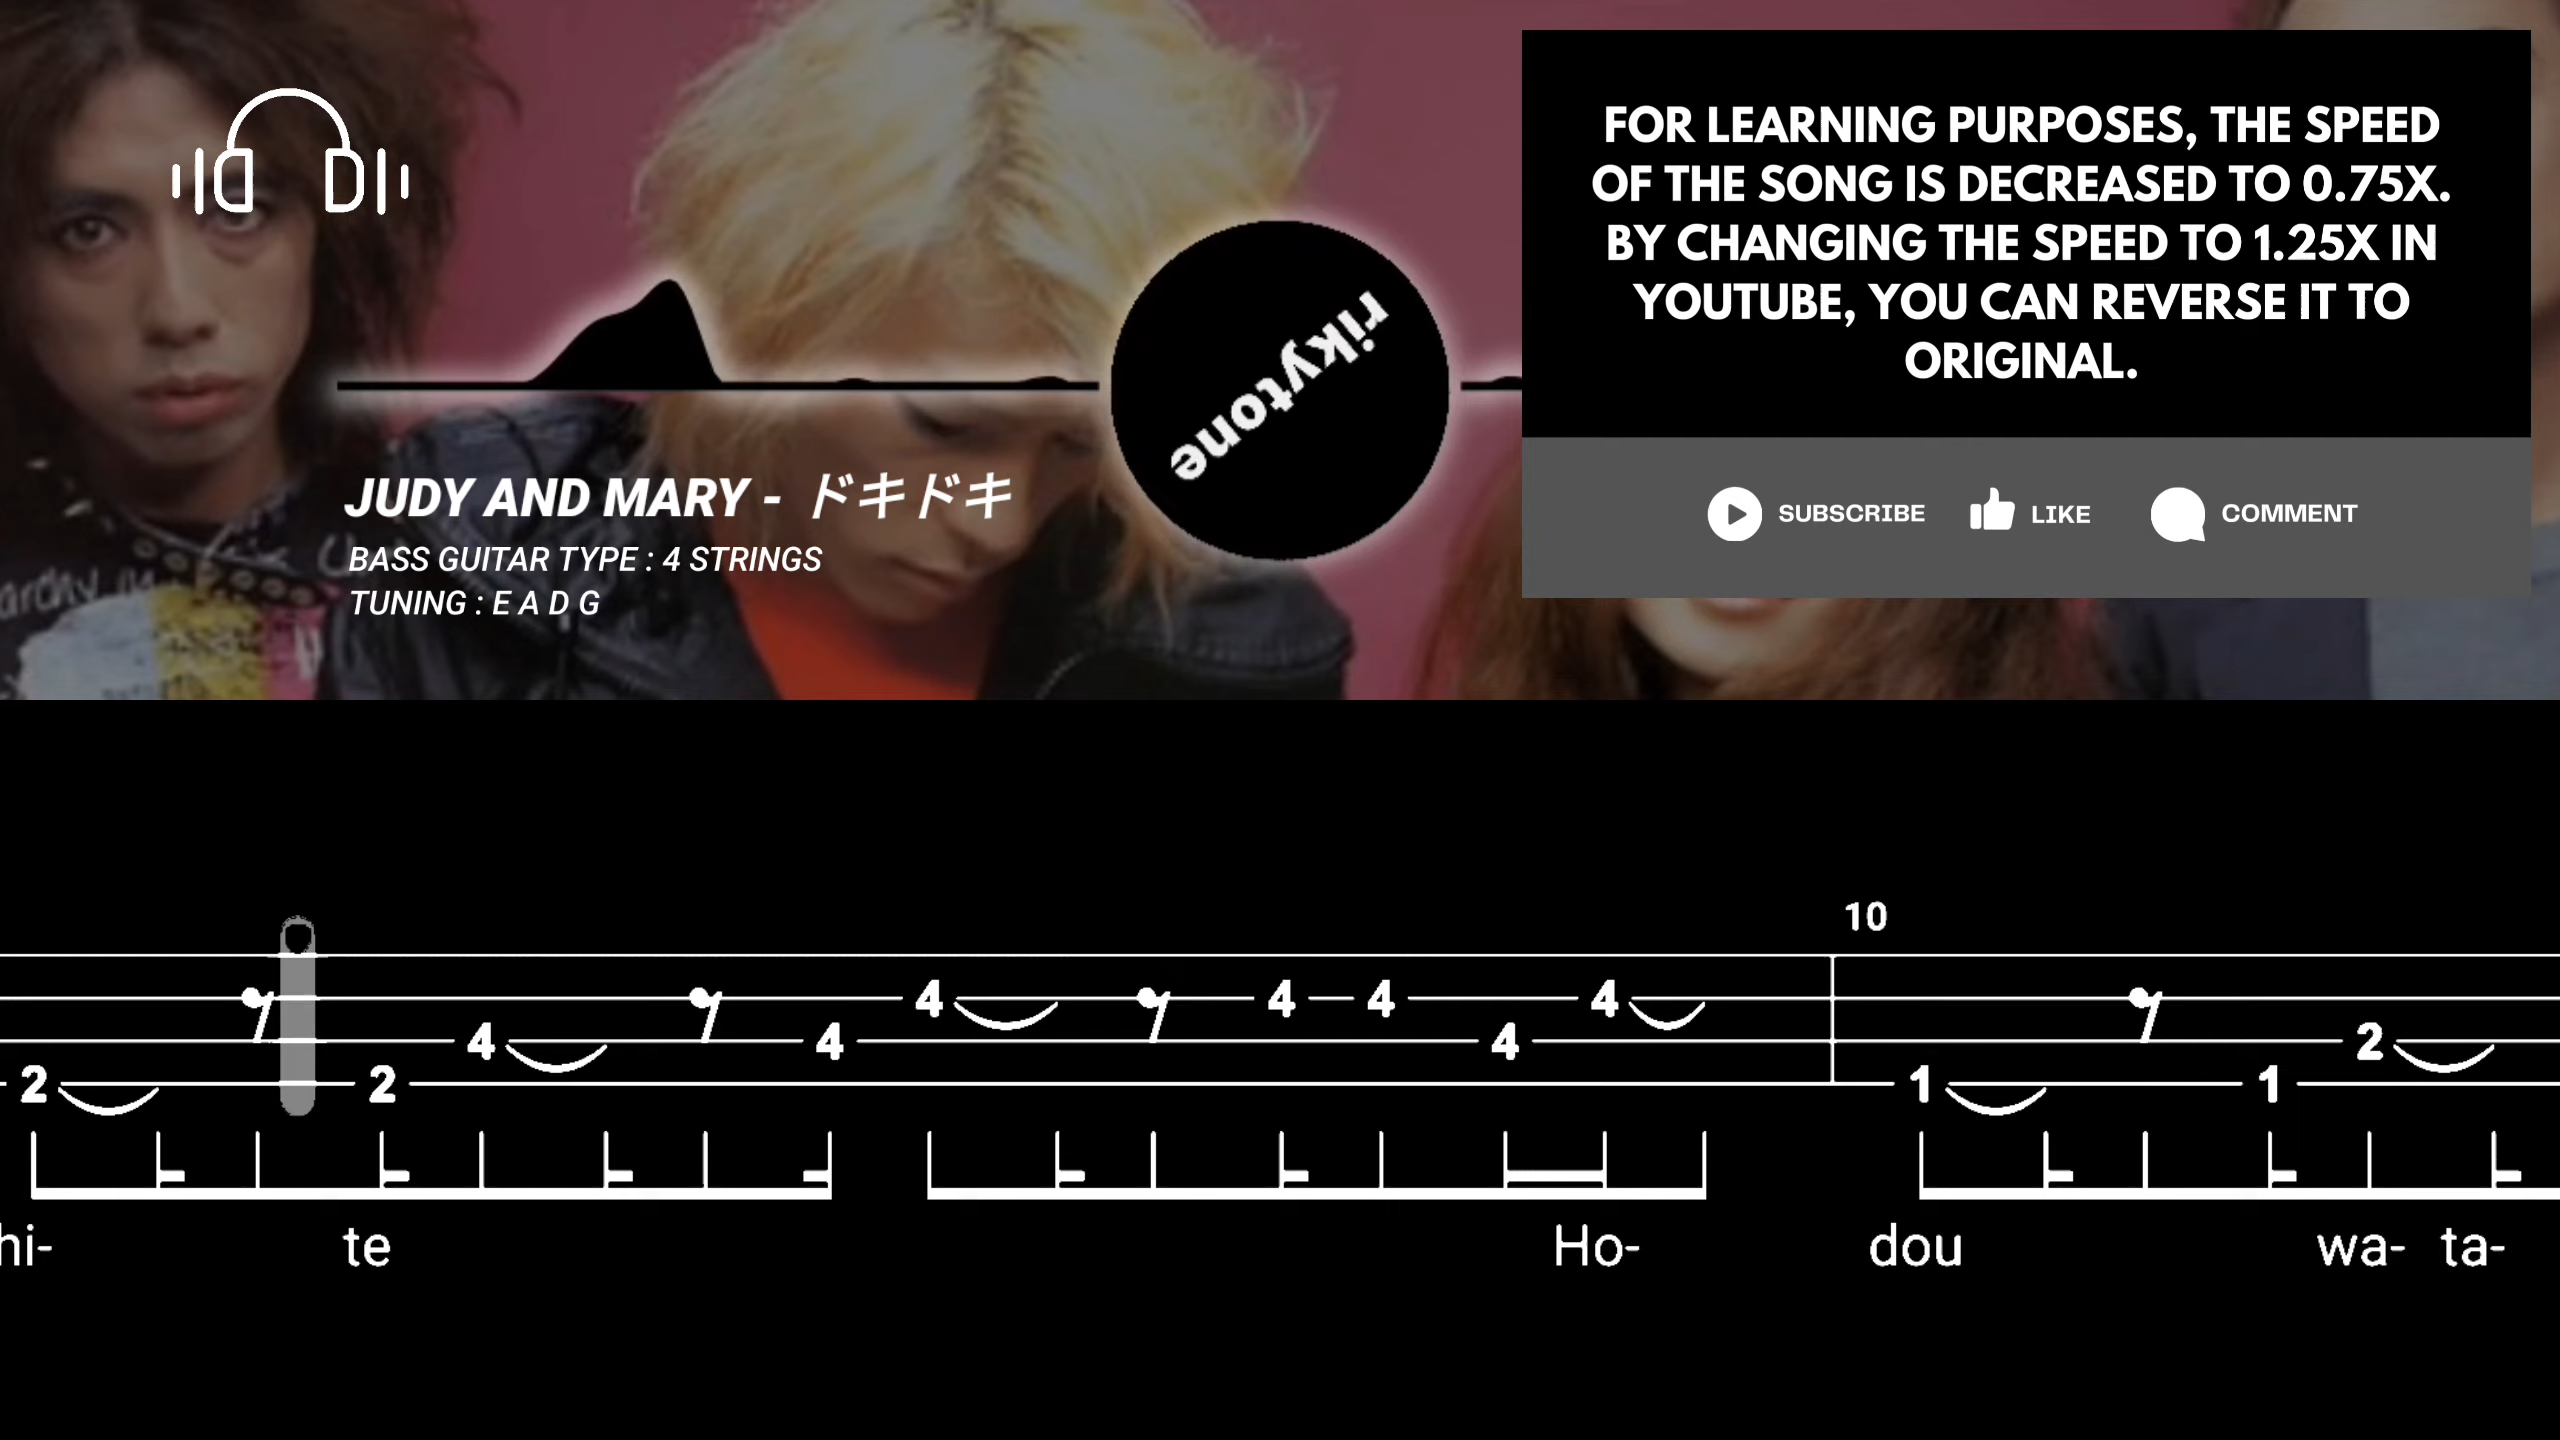 FOR LEARNING PURPOSES, THE SPEED
OF THE SONG IS DECREASED TO 0.75X.
BY CHANGING THE SPEED TO 1.25X IN
YOUTUBE, YOU CAN REVERSE IT TO
ORIGINAL.
rikytone
JUDY AND MARY - ドキドキ
BASS GUITAR TYPE : 4 STRINGS
TUNING : E A D G
SUBSCRIBE LIKE COMMENT
10
4 4 4 4
4 4 4 2
2 2 1 1
hi- te Ho- dou wa- ta-